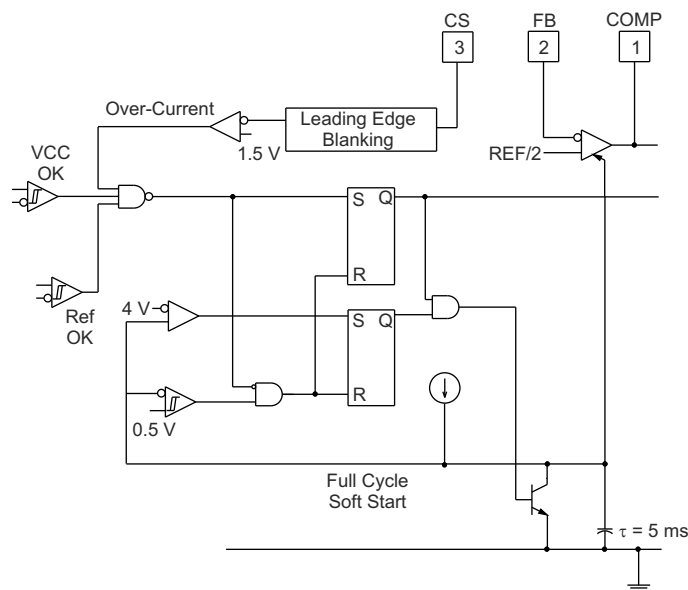 CS
FB
COMP
3
2
1
Over-Current
Leading Edge
Blanking
1.5 V
REF/2
VCC
OK
S
Q
R
Ref
OK
4 V
S
Q
R
0.5 V
Full Cycle
Soft Start
τ = 5 ms